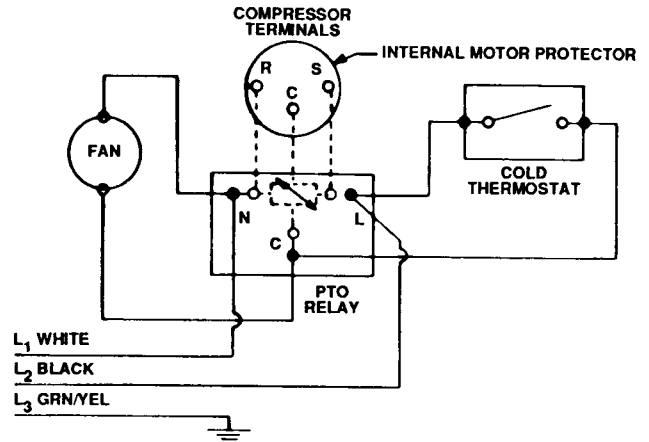 COMPRESSOR
TERMINALS
INTERNAL MOTOR PROTECTOR
R
S
C
FAN
COLD
THERMOSTAT
N
L
C
PTO
RELAY
L1 WHITE
L2 BLACK
L3 GRN/YEL